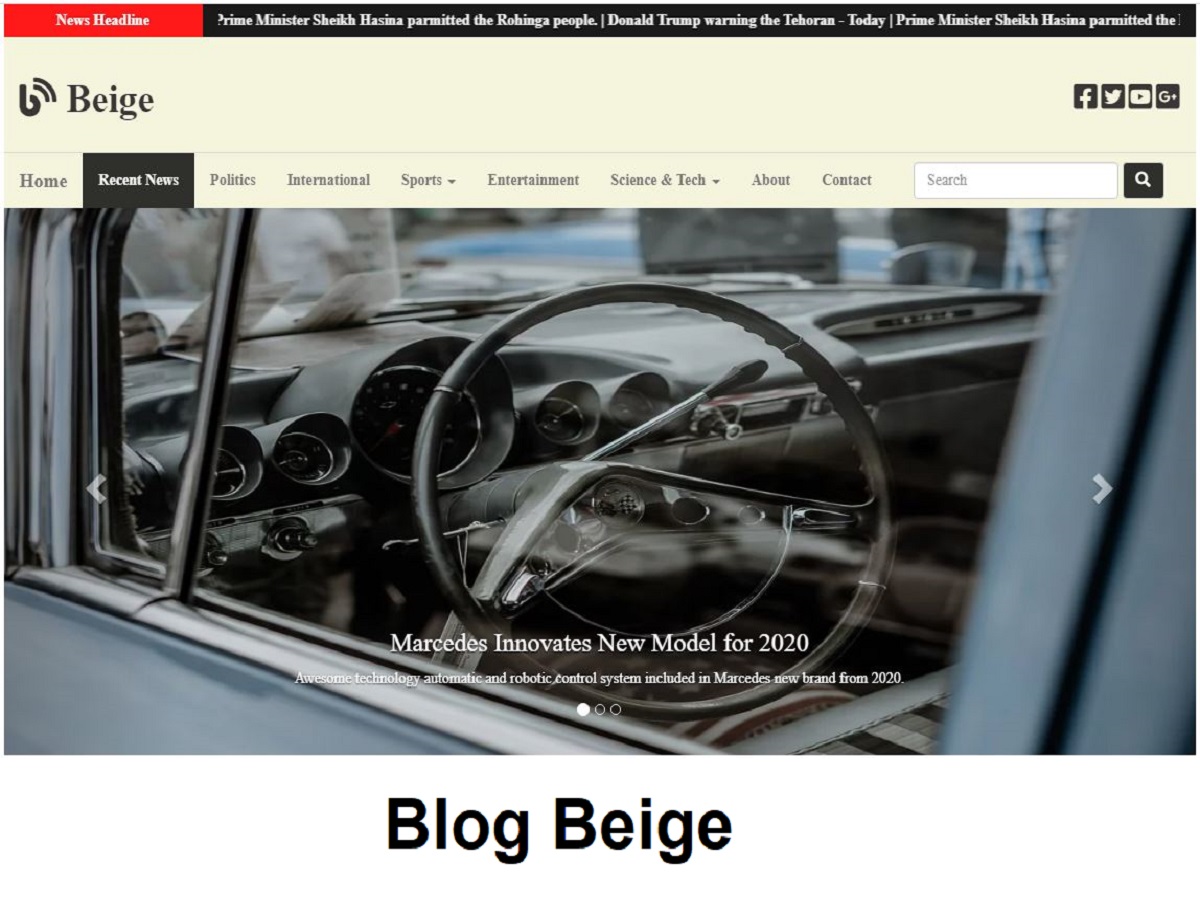 News Headline
Prime Minister Sheikh Hasina parmitted the Rohinga people. | Donald Trump warning the Tehoran - Today | Prime Minister Sheikh Hasina parmitted the
Beige
Home Recent News Politics International Sports Entertainment Science & Tech About Contact Search
Marcedes Innovates New Model for 2020
Awesome technology automatic and robotic control system included in Marcedes new brand from 2020.
Blog Beige